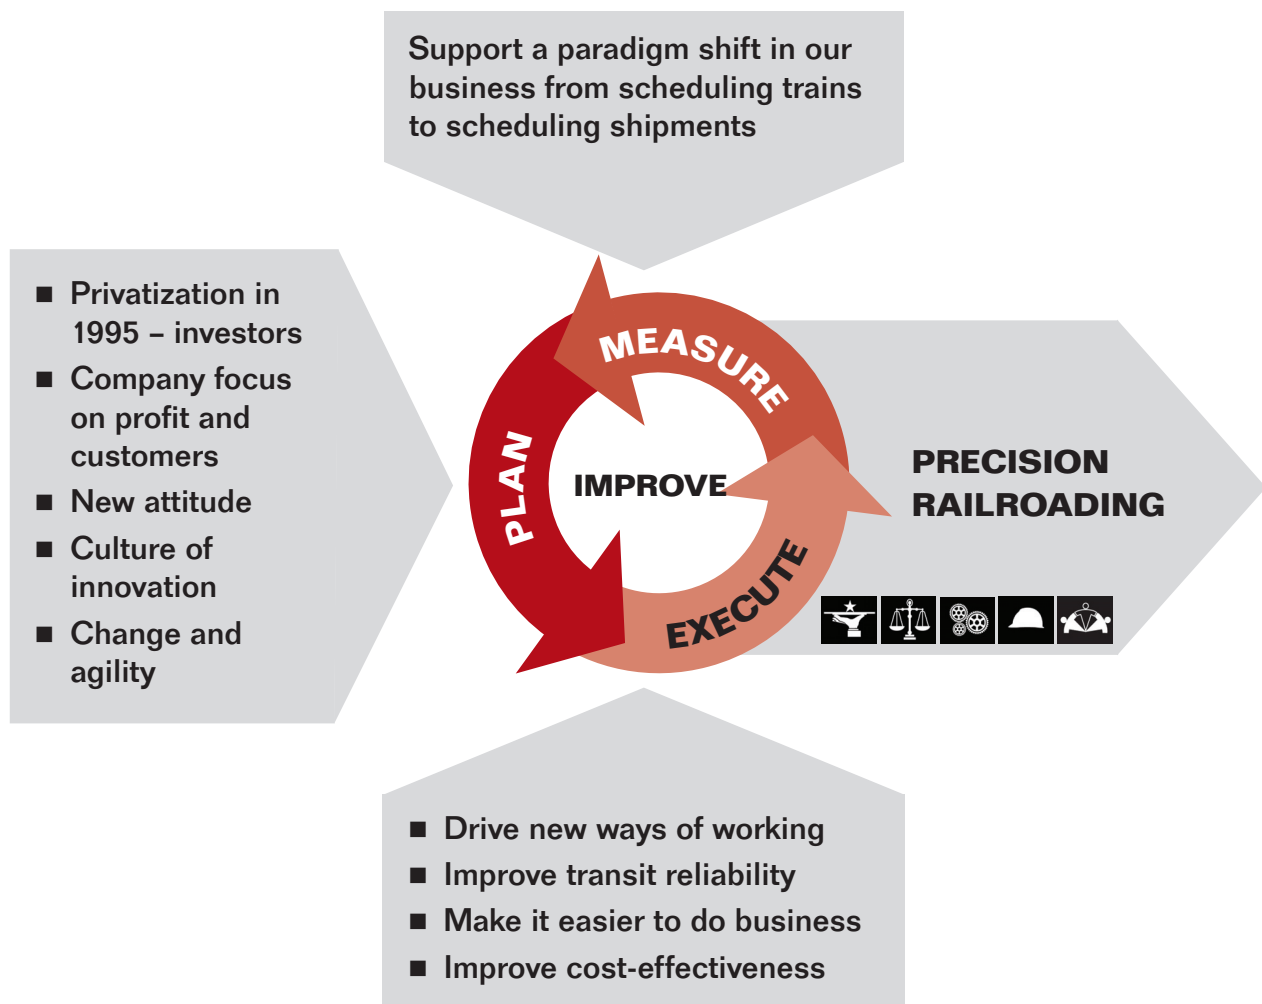 Support a paradigm shift in our
business from scheduling trains
to scheduling shipments
■ Privatization in
1995 – investors
■ Company focus
on profit and
customers
■ New attitude
■ Culture of
innovation
■ Change and
agility
PLAN
MEASURE
EXECUTE
IMPROVE
PRECISION
RAILROADING
■ Drive new ways of working
■ Improve transit reliability
■ Make it easier to do business
■ Improve cost-effectiveness